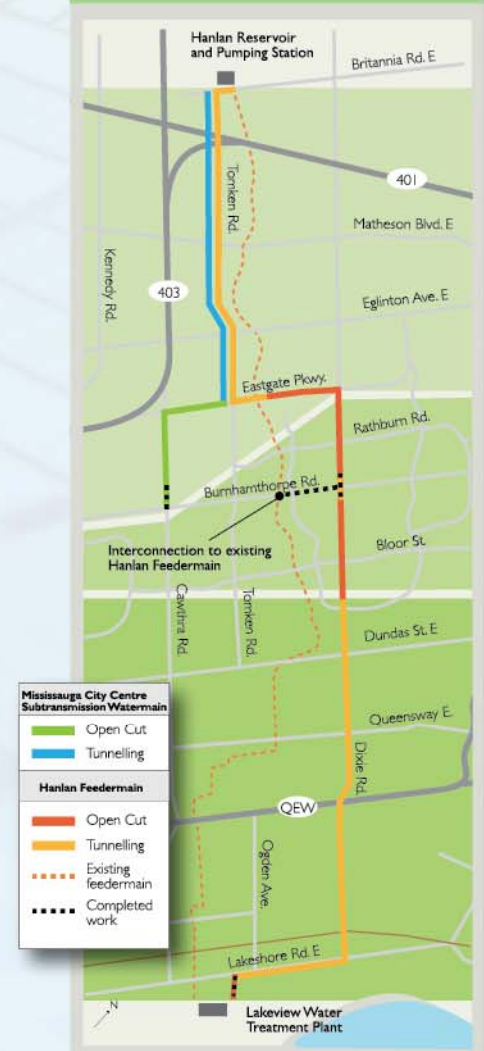 Hanlan Reservoir
and Pumping Station
Britannia Rd. E
401
Tomken Rd.
Matheson Blvd. E
Kennedy Rd.
403
Eglinton Ave. E
Eastgate Pkwy.
Rathburn Rd.
Burnhamthorpe Rd.
Bloor St.
Interconnection to existing
Hanlan Feedermain
Cawthra Rd.
Tomken Rd.
Dundas St. E
Mississauga City Centre
Subtransmission Watermain
Open Cut
Tunnelling
Hanlan Feedermain
Open Cut
Tunnelling
Existing
feedermain
Completed
work
Queensway E.
Dixie Rd.
QEW
Ogden Ave.
Lakeshore Rd. E
N
Lakeview Water
Treatment Plant